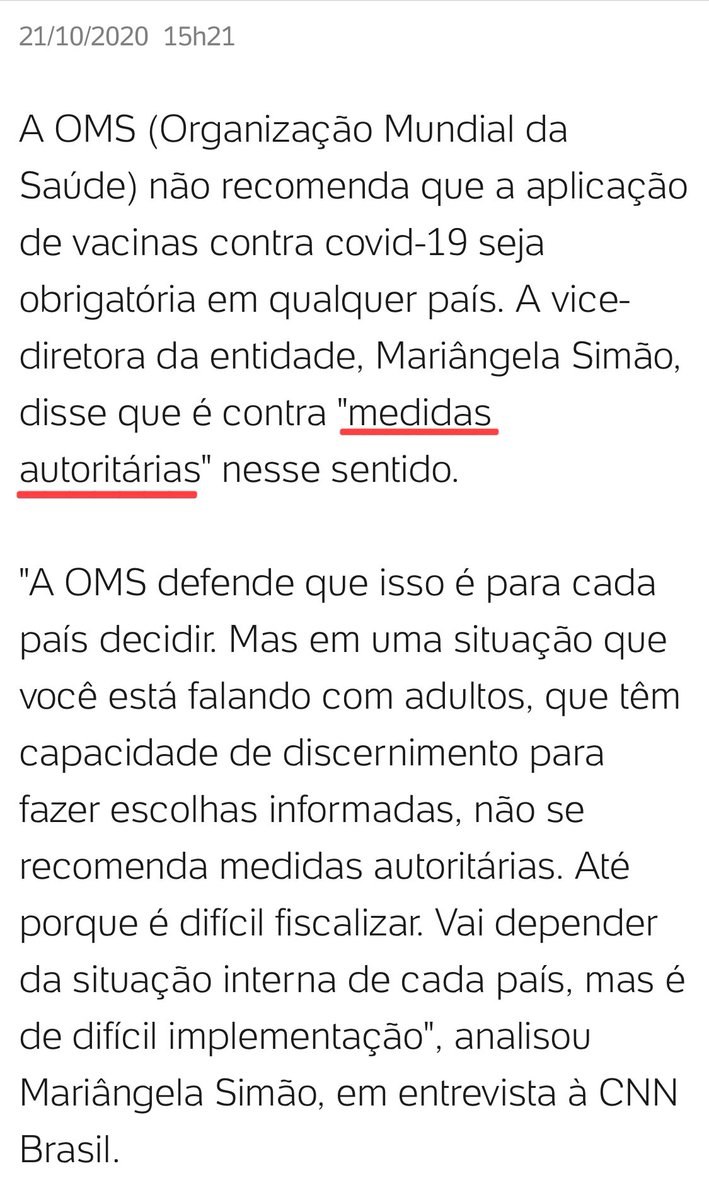 21/10/2020 15h21
A OMS (Organização Mundial da
Saúde) não recomenda que a aplicação
de vacinas contra covid-19 seja
obrigatória em qualquer país. A vice-
diretora da entidade, Mariângela Simão,
disse que é contra "medidas
autoritárias" nesse sentido.
"A OMS defende que isso é para cada
país decidir. Mas em uma situação que
você está falando com adultos, que têm
capacidade de discernimento para
fazer escolhas informadas, não se
recomenda medidas autoritárias. Até
porque é difícil fiscalizar. Vai depender
da situação interna de cada país, mas é
de difícil implementação", analisou
Mariângela Simão, em entrevista à CNN
Brasil.